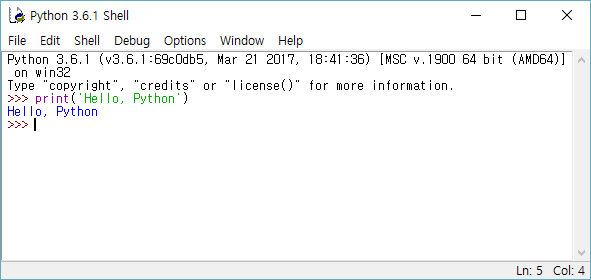 Python 3.6.1 Shell
File Edit Shell Debug Options Window Help
Python 3.6.1 (v3.6.1:69c0db5, Mar 21 2017, 18:41:36) [MSC v.1900 64 bit (AMD64)]
on win32
Type "copyright", "credits" or "license()" for more information.
>>> print('Hello, Python')
Hello, Python
>>>
Ln: 5 Col: 4